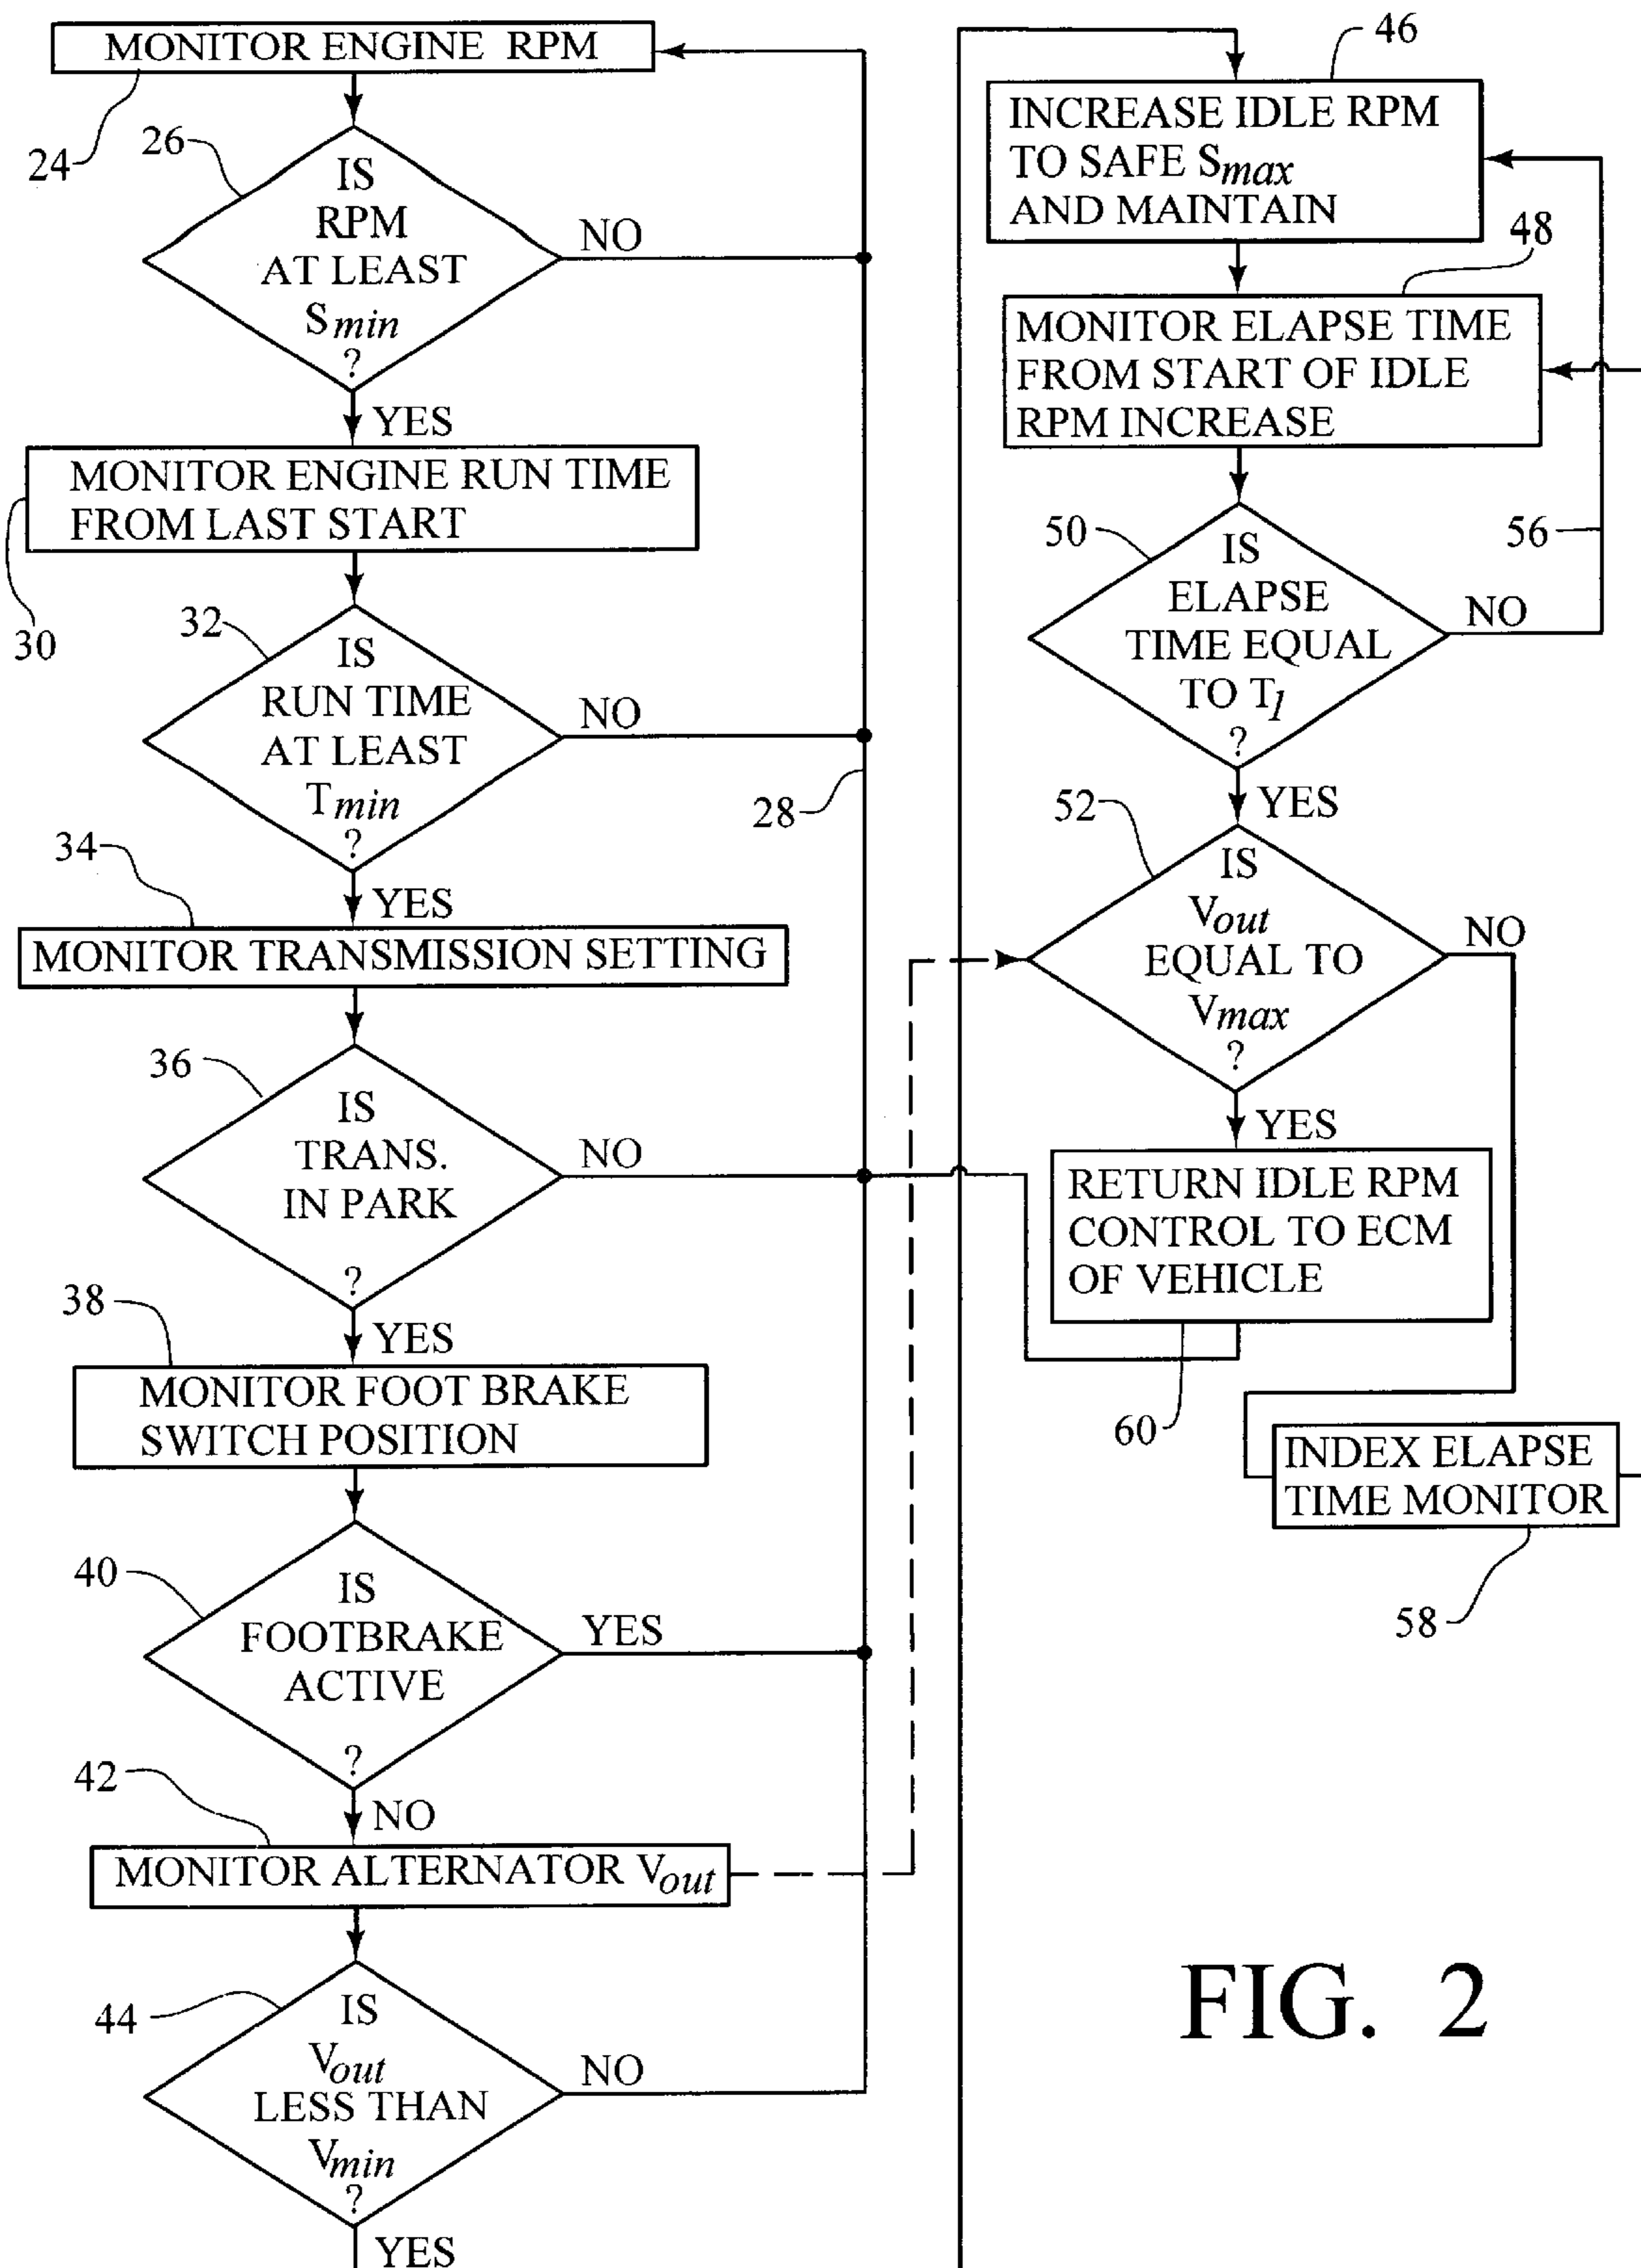 MONITOR ENGINE RPM
24
26
IS
RPM
AT LEAST
Smin
?
NO
YES
MONITOR ENGINE RUN TIME
FROM LAST START
30
32
IS
RUN TIME
AT LEAST
Tmin
?
NO
28
YES
34
MONITOR TRANSMISSION SETTING
36
IS
TRANS.
IN PARK
?
NO
YES
38
MONITOR FOOT BRAKE
SWITCH POSITION
40
IS
FOOTBRAKE
ACTIVE
?
YES
NO
42
MONITOR ALTERNATOR Vout
44
IS
Vout
LESS THAN
Vmin
?
NO
YES
46
INCREASE IDLE RPM
TO SAFE Smax
AND MAINTAIN
48
MONITOR ELAPSE TIME
FROM START OF IDLE
RPM INCREASE
50
IS
ELAPSE
TIME EQUAL
TO T1
?
NO
56
YES
52
IS
Vout
EQUAL TO
Vmax
?
NO
YES
RETURN IDLE RPM
CONTROL TO ECM
OF VEHICLE
60
INDEX ELAPSE
TIME MONITOR
58
FIG. 2